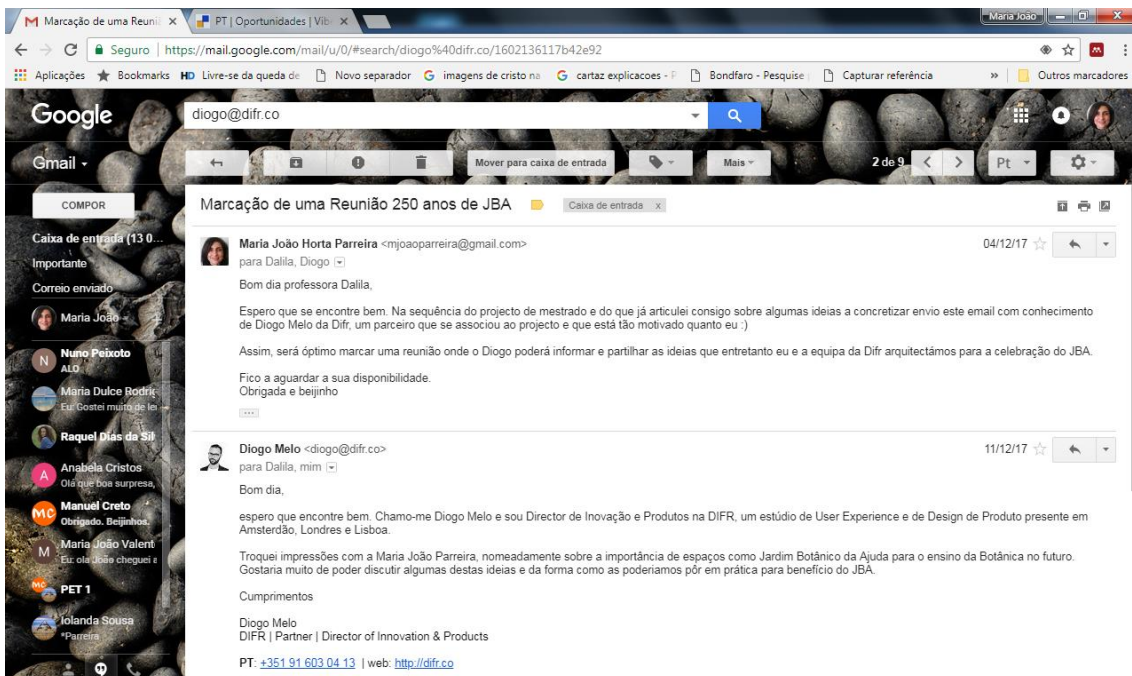 Marcação de uma Reuni
PT | Oportunidades | Vib
Maria João
Seguro | https://mail.google.com/mail/u/0/#search/diogo%40difr.co/1602136117b42e92
Aplicações Bookmarks HD Livre-se da queda de Novo separador imagens de cristo na cartaz explicacoes - P Bondfaro - Pesquise Capturar referência » Outros marcadores
Google diogo@difr.co
Gmail Mover para caixa de entrada Mais 2 de 9 Pt
COMPOR
Caixa de entrada (13 0...
Importante
Correio enviado
Maria João
Nuno Peixoto
ALO
Maria Dulce Rodrig
Eu: Gostei muito de ler
Raquel Dias da Sil
Anabela Cristos
Olá que boa surpresa,
Manuel Creto
Obrigado. Beijinhos.
Maria João Valent
Eu: ola João cheguei a
PET 1
Iolanda Sousa
*Parreira
Marcação de uma Reunião 250 anos de JBA Caixa de entrada x
Maria João Horta Parreira <mjoaoparreira@gmail.com> 04/12/17
para Dalila, Diogo
Bom dia professora Dalila,
Espero que se encontre bem. Na sequência do projecto de mestrado e do que já articulei consigo sobre algumas ideias a concretizar envio este email com conhecimento
de Diogo Melo da Difr, um parceiro que se associou ao projecto e que está tão motivado quanto eu :)
Assim, será óptimo marcar uma reunião onde o Diogo poderá informar e partilhar as ideias que entretanto eu e a equipa da Difr arquitectámos para a celebração do JBA.
Fico a aguardar a sua disponibilidade.
Obrigada e beijinho
...
Diogo Melo <diogo@difr.co> 11/12/17
para Dalila, mim
Bom dia,
espero que encontre bem. Chamo-me Diogo Melo e sou Director de Inovação e Produtos na DIFR, um estúdio de User Experience e de Design de Produto presente em
Amsterdão, Londres e Lisboa.
Troquei impressões com a Maria João Parreira, nomeadamente sobre a importância de espaços como Jardim Botânico da Ajuda para o ensino da Botânica no futuro.
Gostaria muito de poder discutir algumas destas ideias e da forma como as poderiamos pôr em prática para benefício do JBA.
Cumprimentos
Diogo Melo
DIFR | Partner | Director of Innovation & Products
PT: +351 91 603 04 13 | web: http://difr.co